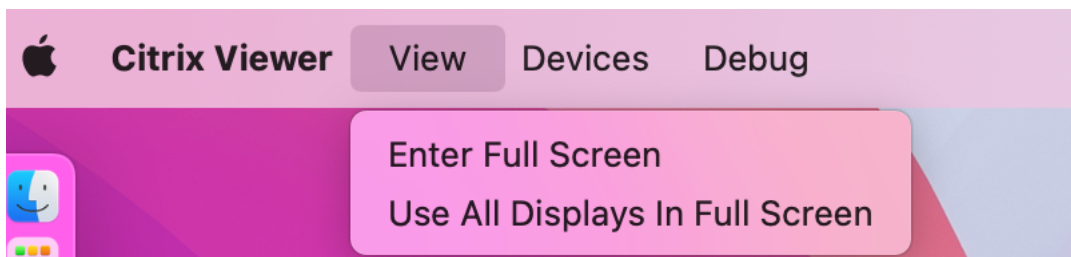 Citrix Viewer View Devices Debug
Enter Full Screen
Use All Displays In Full Screen